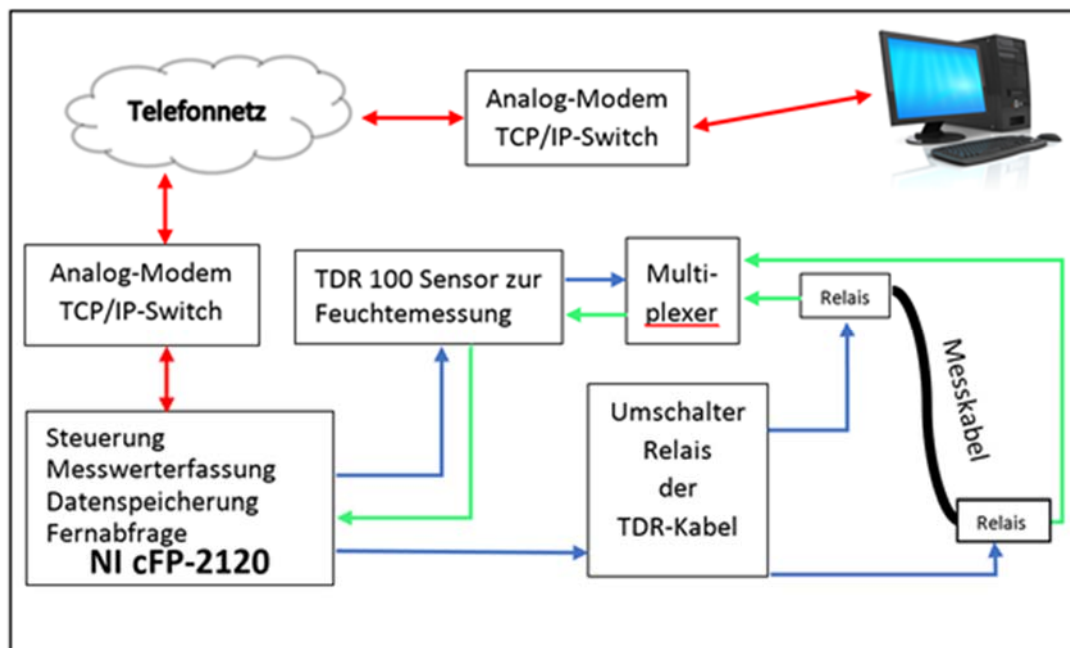 Telefonnetz
Analog-Modem
TCP/IP-Switch
Analog-Modem
TCP/IP-Switch
TDR 100 Sensor zur
Feuchtemessung
Multi-
plexer
Relais
Messkabel
Steuerung
Messwerterfassung
Datenspeicherung
Fernabfrage
NI cFP-2120
Umschalter
Relais
der
TDR-Kabel
Relais